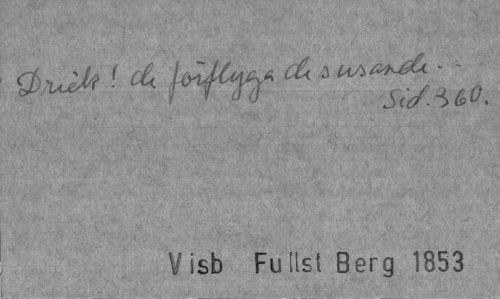 Drick! de förflyga de susande...
Sid. 360.
Visb Fullst Berg 1853